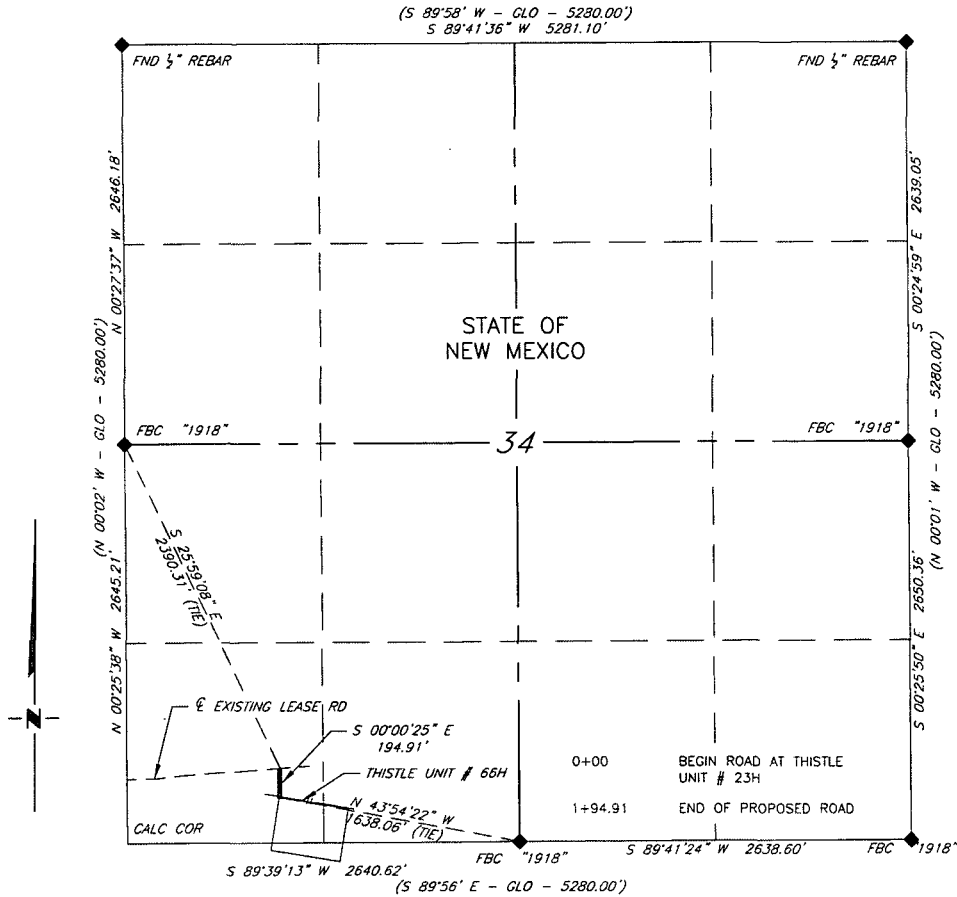 (S 89°58' W - GLO - 5280.00')
S 89°41'36" W 5281.10'
FND ½" REBAR
FND ½" REBAR
N 00°27'37" W 2646.18'
S 00°24'59" E 2639.05'
(N 00°02' W - GLO - 5280.00')
(N 00°01' W - GLO - 5280.00')
STATE OF
NEW MEXICO
FBC "1918"
34
FBC "1918"
S 25°59'08" E
2390.31' (TIE)
N 00°25'38" W 2645.21'
S 00°25'50" E 2650.36'
N
℄ EXISTING LEASE RD
S 00°00'25" E
194.91'
THISTLE UNIT # 66H
N 43°54'22" W
1638.06' (TIE)
0+00 BEGIN ROAD AT THISTLE
UNIT # 23H
1+94.91 END OF PROPOSED ROAD
CALC COR
S 89°39'13" W 2640.62'
FBC "1918"
S 89°41'24" W 2638.60'
FBC "1918"
(S 89°56' E - GLO - 5280.00')